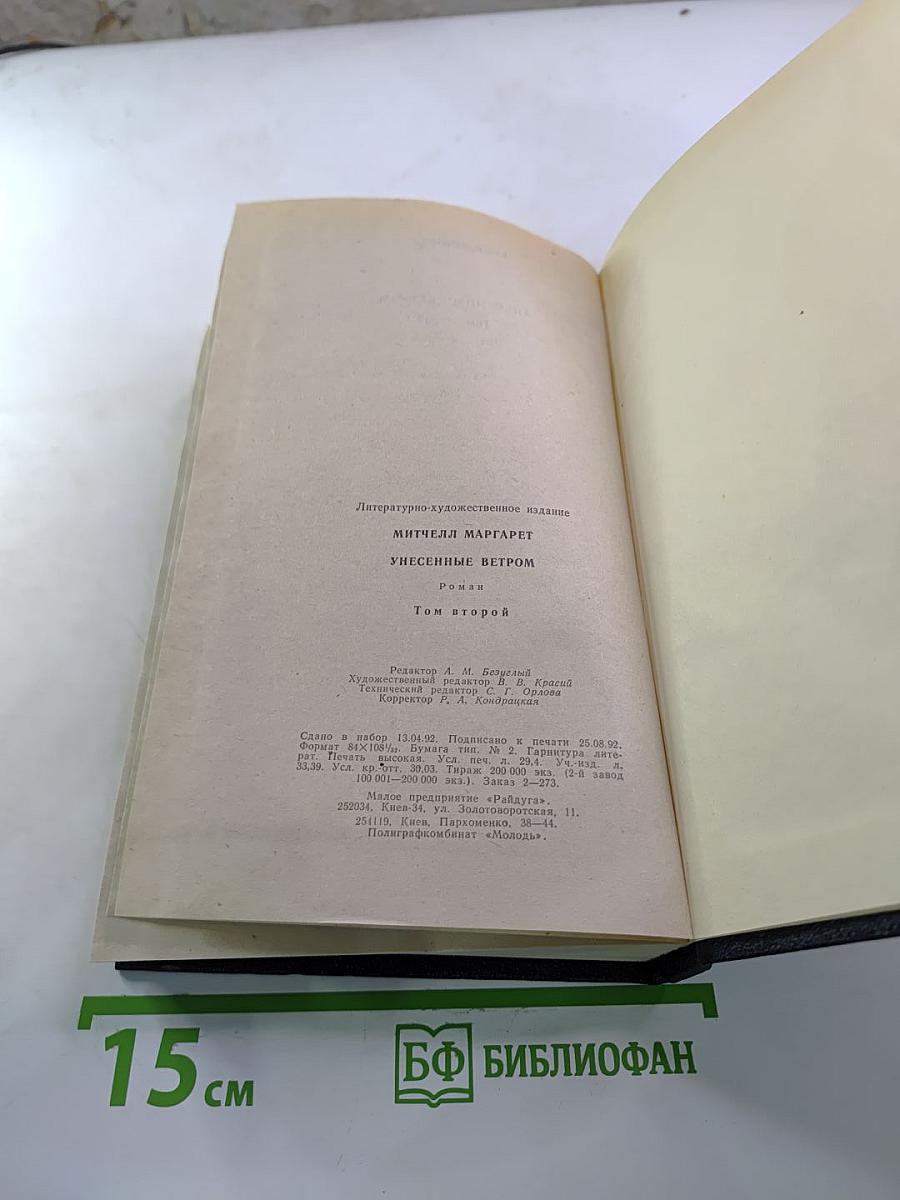 Литературно-художественное издание
МИТЧЕЛЛ МАРГАРЕТ
УНЕСЕННЫЕ ВЕТРОМ
Роман
Том второй
Редактор А. М. Безуглый
Художественный редактор В. В. Красий
Технический редактор С. Г. Орлова
Корректор Р. А. Кондрацкая
Сдано в набор 13.04.92. Подписано к печати 25.08.92.
Формат 84×108¹/₃₂. Бумага тип. № 2. Гарнитура лите-
рат. Печать высокая. Усл. печ. л. 29,4. Уч.-изд. л.
33,39. Усл. кр.-отт. 30,03. Тираж 200 000 экз. (2-й завод
100 001—200 000 экз.). Заказ 2—273.
Малое предприятие «Райдуга».
252034, Киев-34, ул. Золотоворотская, 11.
254119, Киев, Пархоменко, 38—44.
Полиграфкомбинат «Молодь».
15 см
БФ БИБЛИОФАН